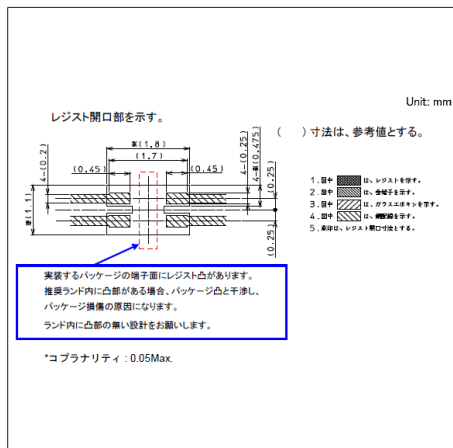 Unit: mm
レジスト開口部を示す。
(　　) 寸法は、参考値とする。
※(1.8)
(1.7)
(0.45)
(0.45)
4-(0.2)
※(1.1)
4-(0.25)
4-※(0.475)
(0.25)
(0.25)
1. 図中 は、レジストを示す。
2. 図中 は、金端子を示す。
3. 図中 は、ガラスエポキシを示す。
4. 図中 は、銅配線を示す。
5. ※印は、レジスト開口寸法とする。
実装するパッケージの端子面にレジスト凸があります。
推奨ランド内に凸部がある場合、パッケージ凸と干渉し、
パッケージ損傷の原因になります。
ランド内に凸部の無い設計をお願いします。
*コプラナリティ : 0.05Max.